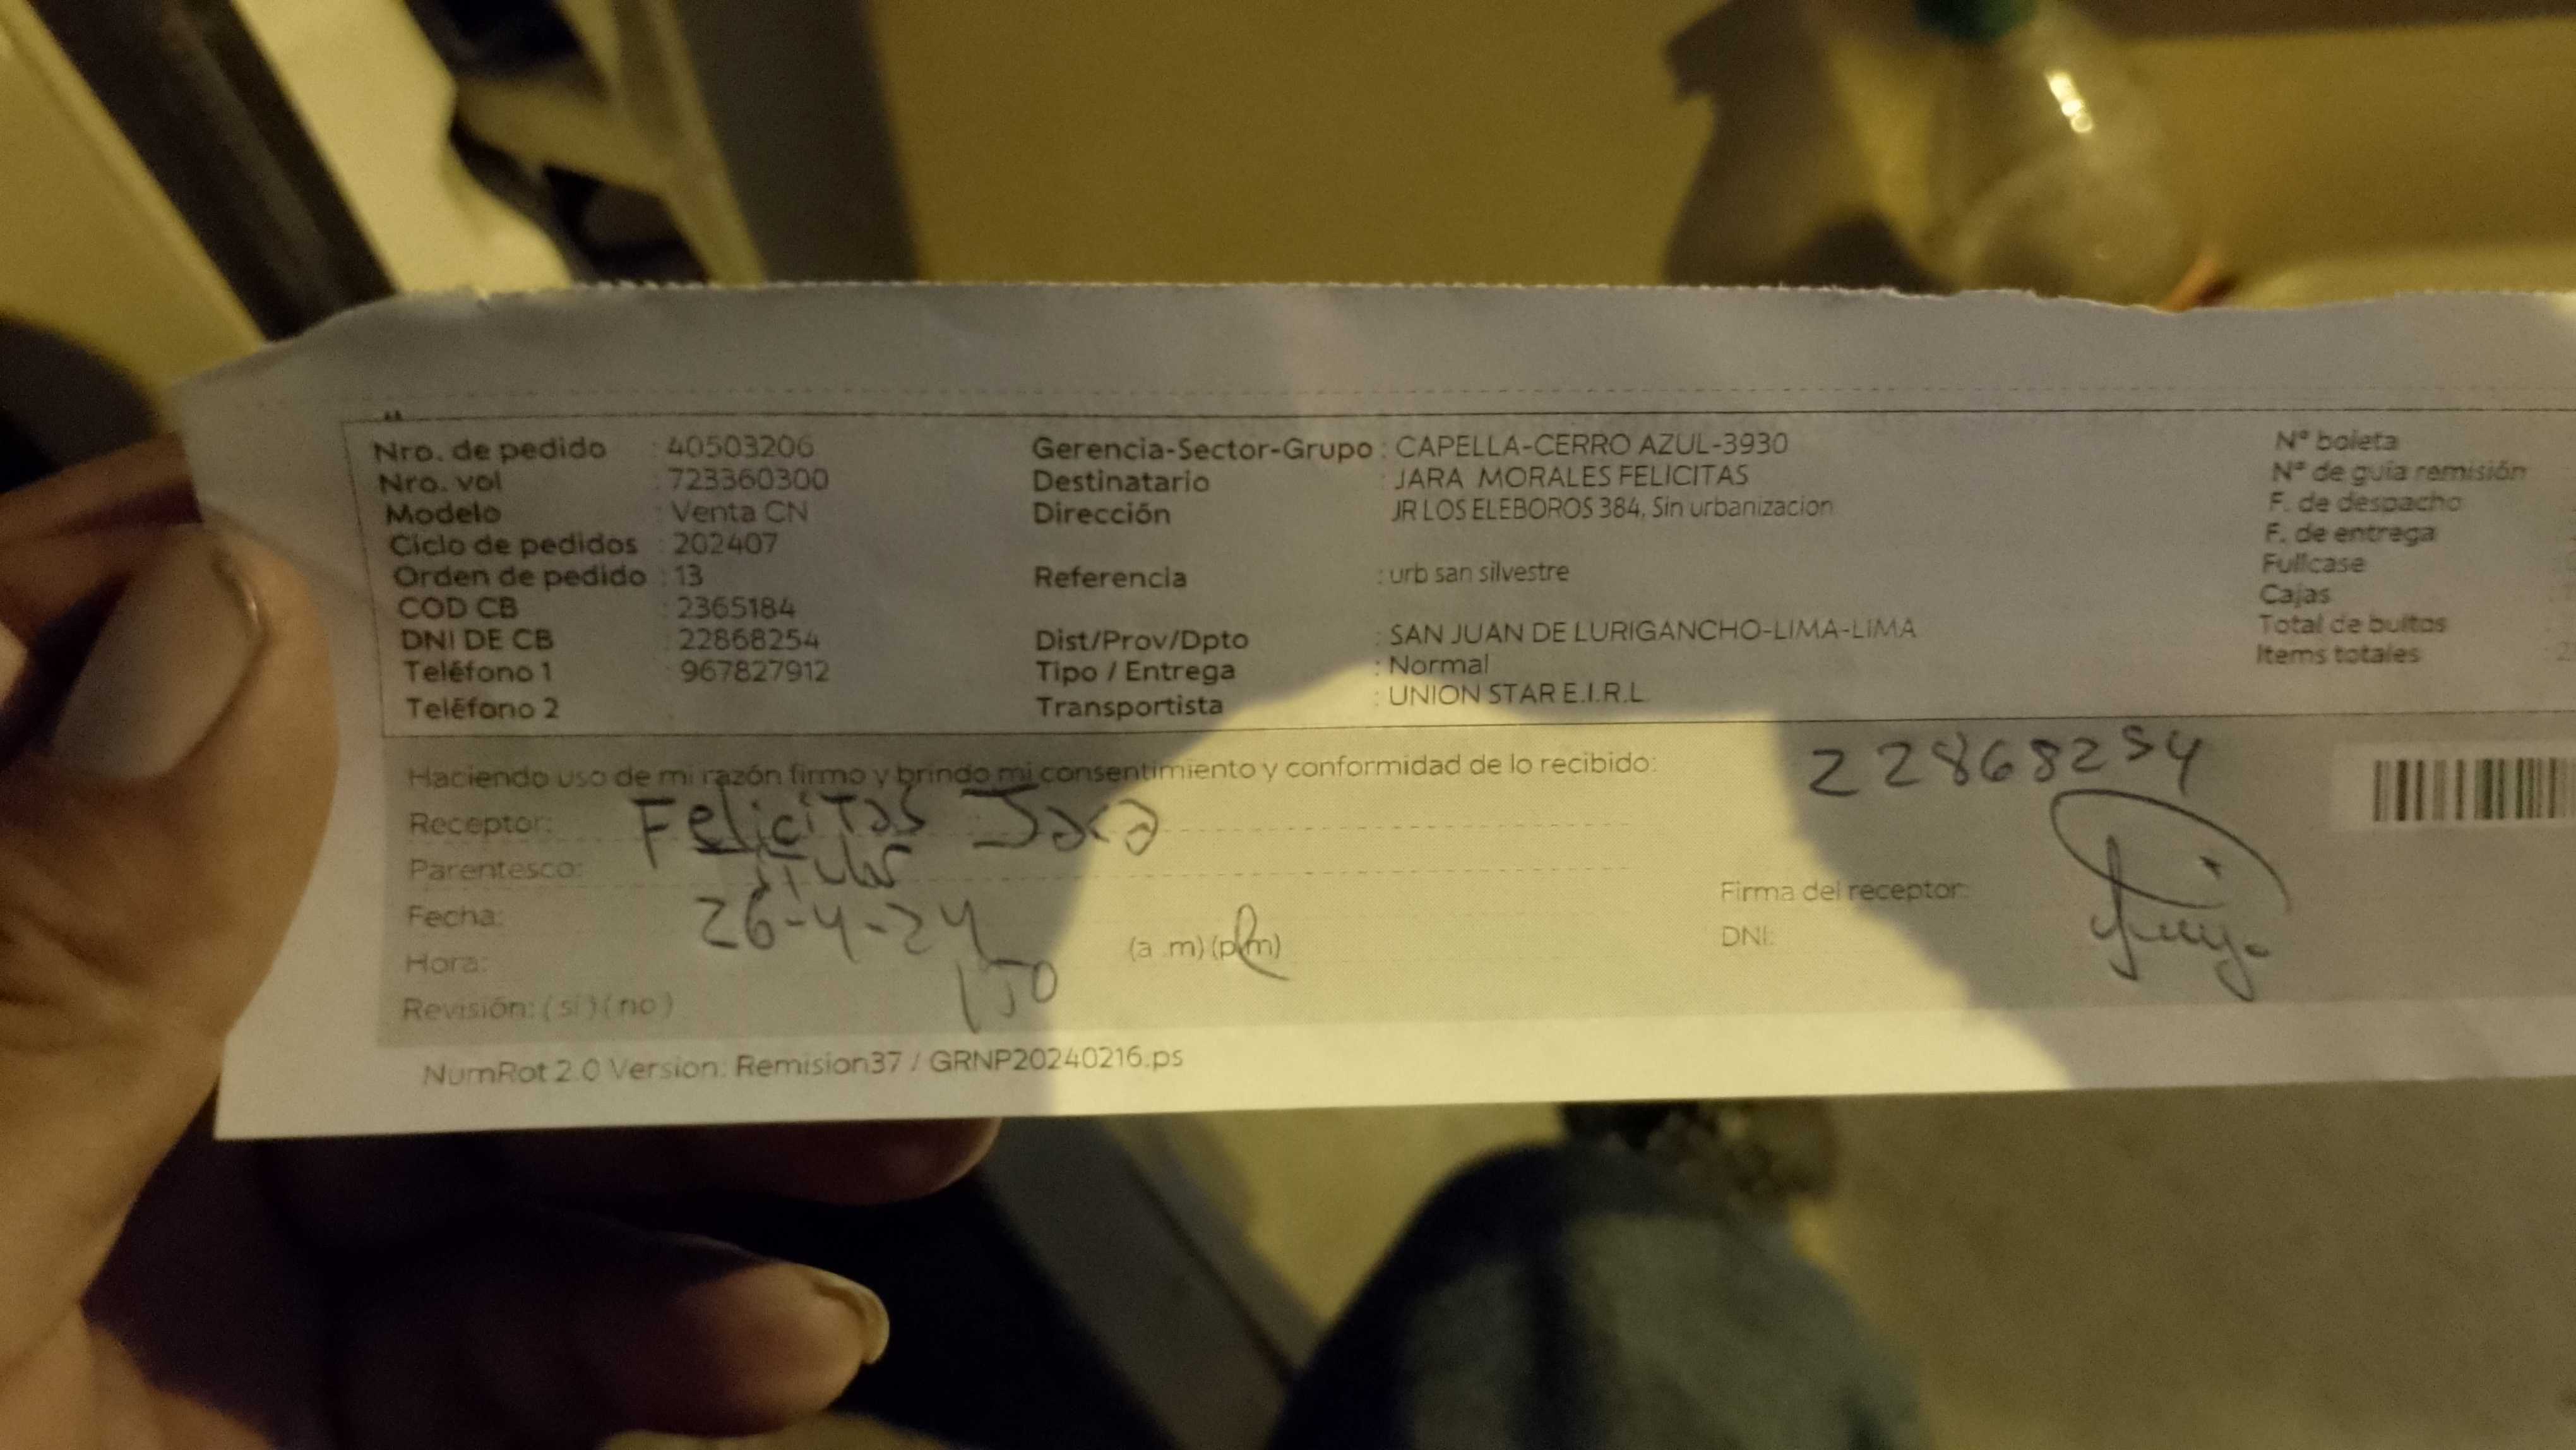 Nro. de pedido : 40503206
Nro. vol : 723360300
Modelo : Venta CN
Ciclo de pedidos : 202407
Orden de pedido : 13
COD CB : 2365184
DNI DE CB : 22868254
Teléfono 1 : 967827912
Teléfono 2
Gerencia-Sector-Grupo : CAPELLA-CERRO AZUL-3930
Destinatario : JARA MORALES FELICITAS
Dirección JR LOS ELEBOROS 384, Sin urbanizacion
Referencia : urb san silvestre
Dist/Prov/Dpto : SAN JUAN DE LURIGANCHO-LIMA-LIMA
Tipo / Entrega : Normal
Transportista : UNION STAR E.I.R.L
N° boleta
N° de guia remisión
F. de despacho
F. de entrega
Fullcase
Cajas
Total de bultos
Items totales
Haciendo uso de mi razón firmo y brindo mi consentimiento y conformidad de lo recibido:
Receptor: Felicitas Jara
Parentesco: Titular
Fecha: 26-4-24
Hora: 150 (a .m) (p.m)
Revisión: ( si ) ( no )
22868254
Firma del receptor:
DNI:
NumRot 2.0 Version: Remision37 / GRNP20240216.ps